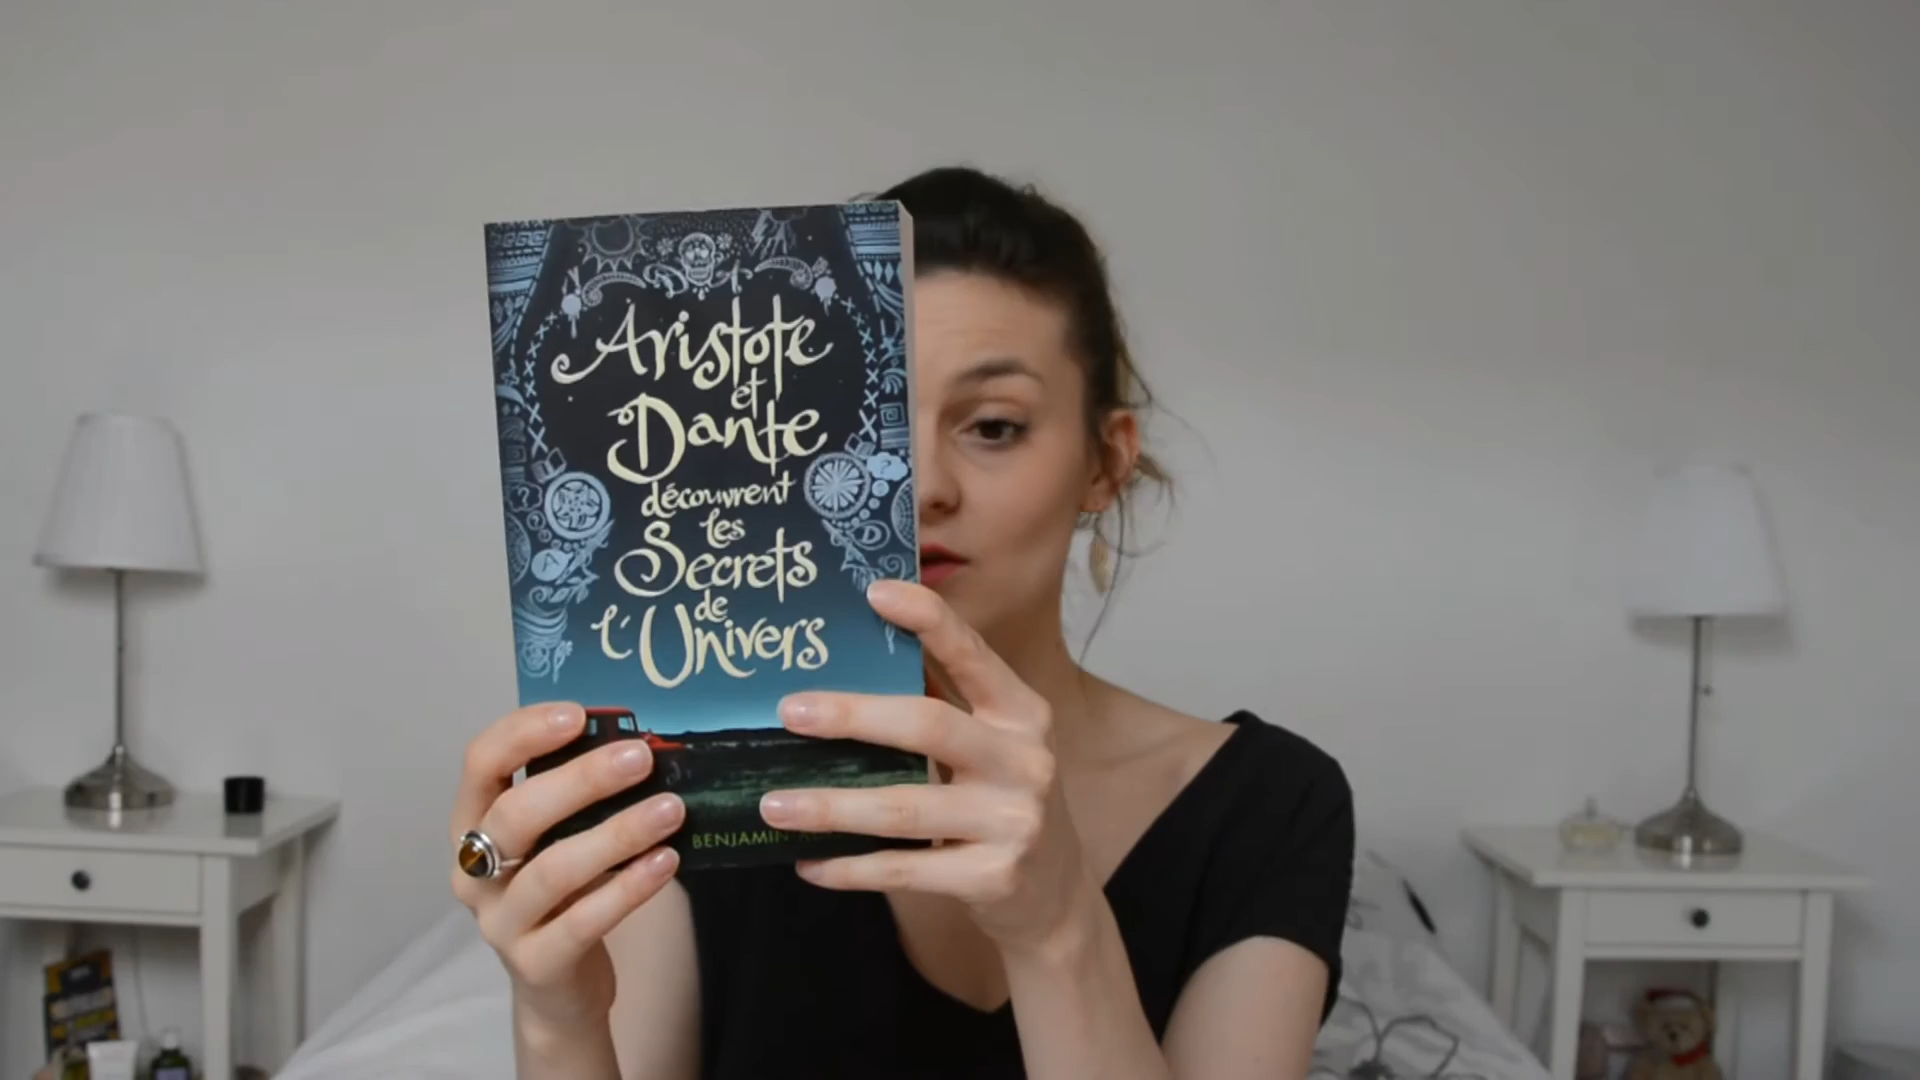 Aristote
et
Dante
découvrent
les
Secrets
de
l'Univers
BENJAMIN